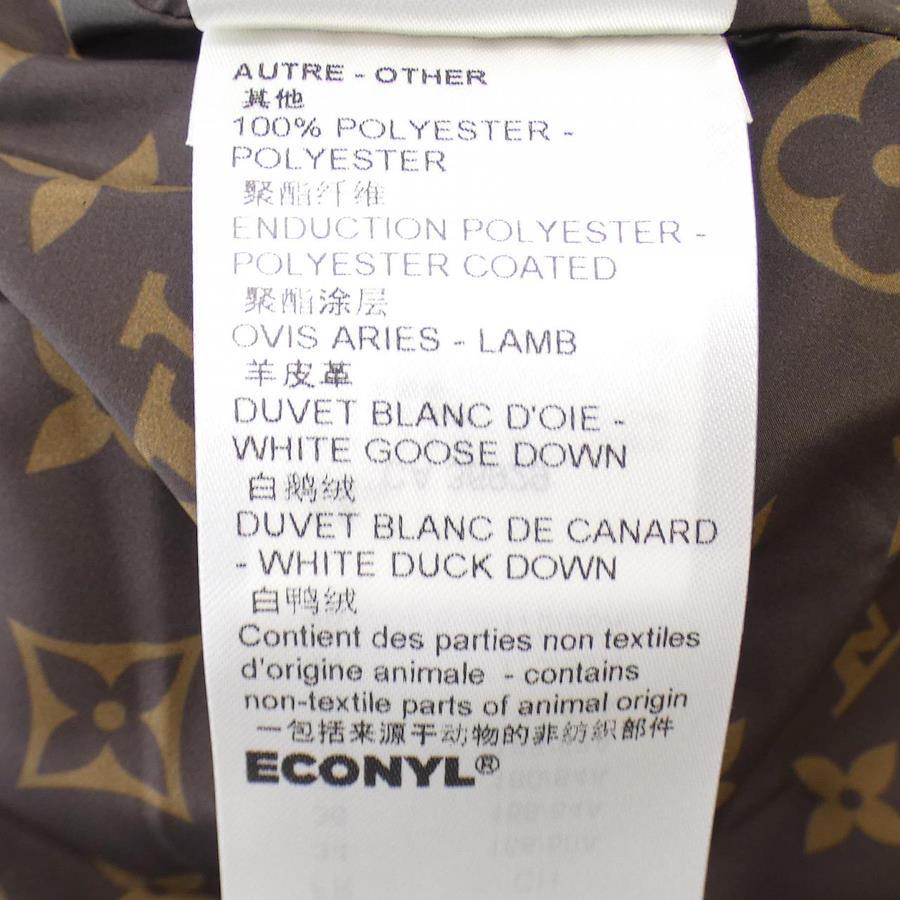 AUTRE - OTHER
其他
100% POLYESTER -
POLYESTER
聚酯纤维
ENDUCTION POLYESTER -
POLYESTER COATED
聚酯涂层
OVIS ARIES - LAMB
羊皮革
DUVET BLANC D'OIE -
WHITE GOOSE DOWN
白鹅绒
DUVET BLANC DE CANARD
- WHITE DUCK DOWN
白鸭绒
Contient des parties non textiles
d'origine animale - contains
non-textile parts of animal origin
一包括来源于动物的非纺织部件
ECONYL®